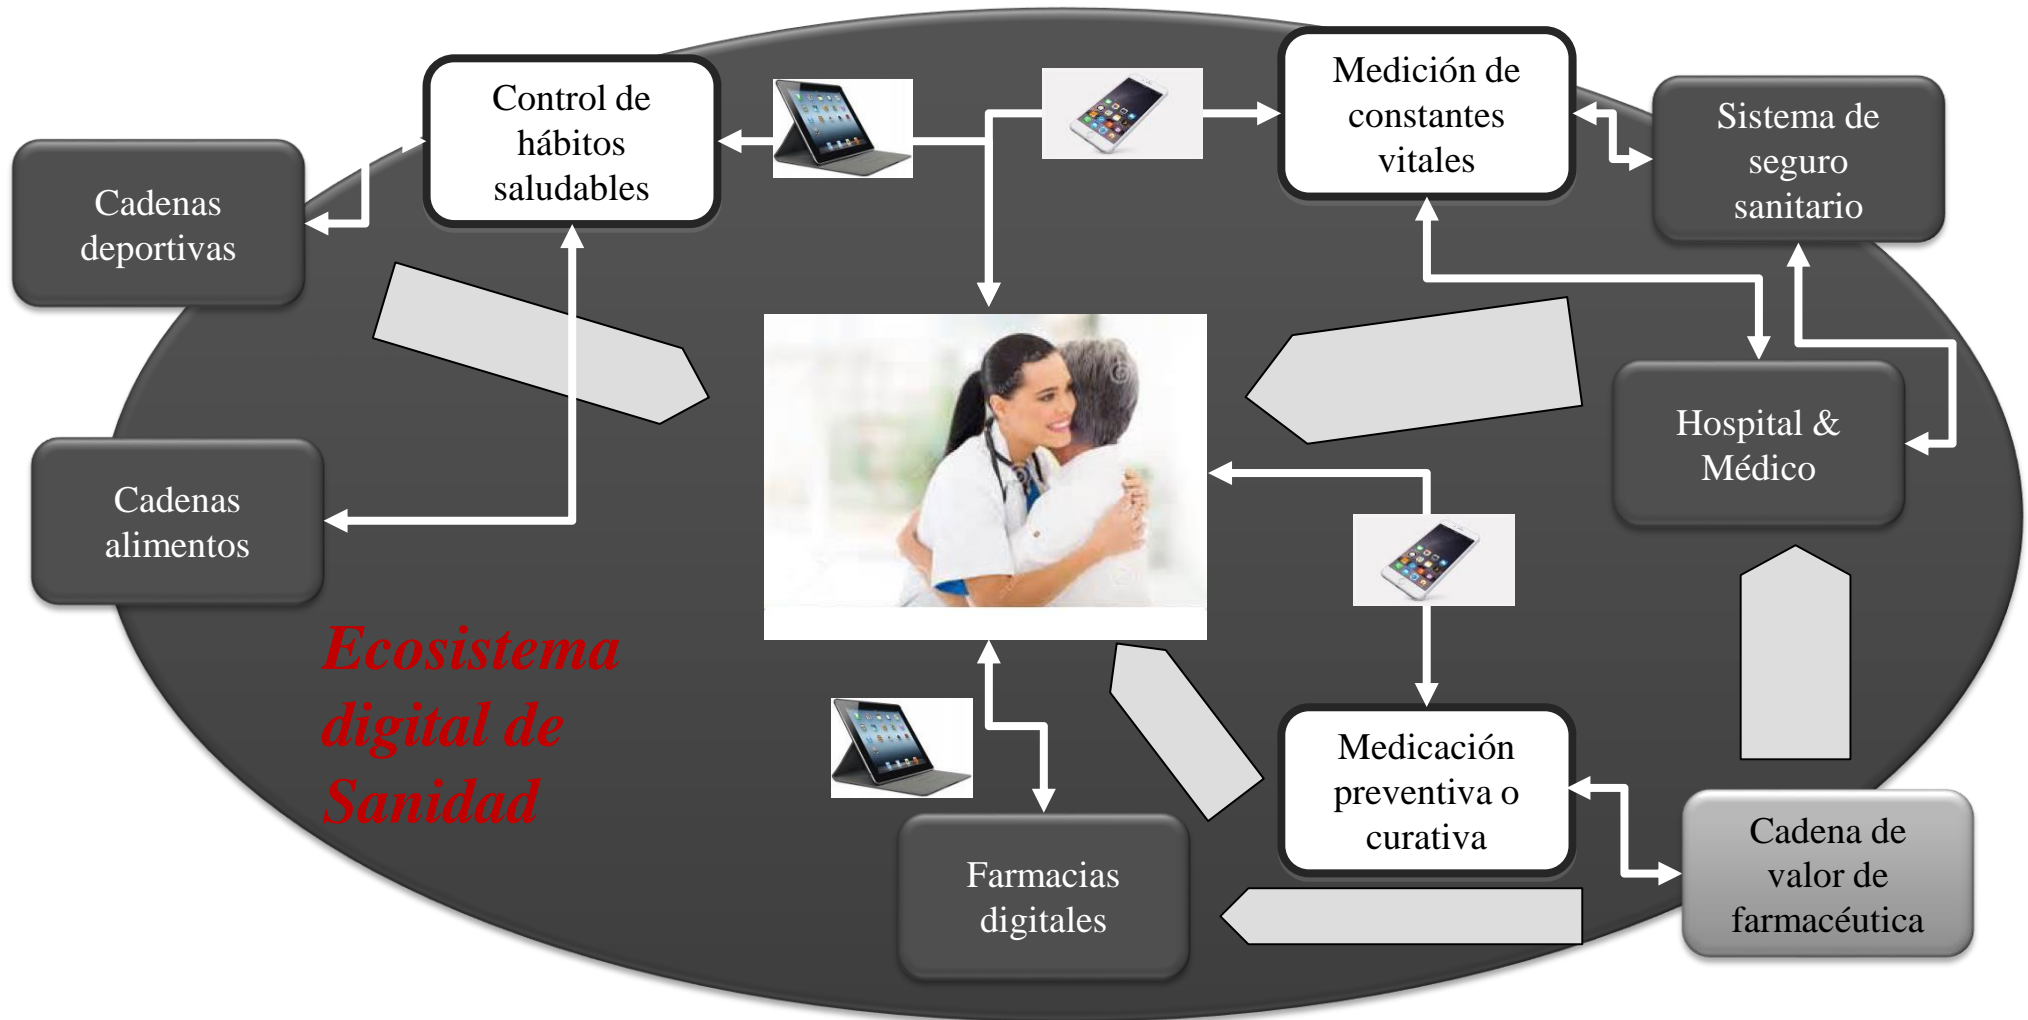 Control de
hábitos
saludables
Medición de
constantes
vitales
Sistema de
seguro
sanitario
Cadenas
deportivas
Hospital &
Médico
Cadenas
alimentos
Ecosistema
digital de
Sanidad
Medicación
preventiva o
curativa
Farmacias
digitales
Cadena de
valor de
farmacéutica